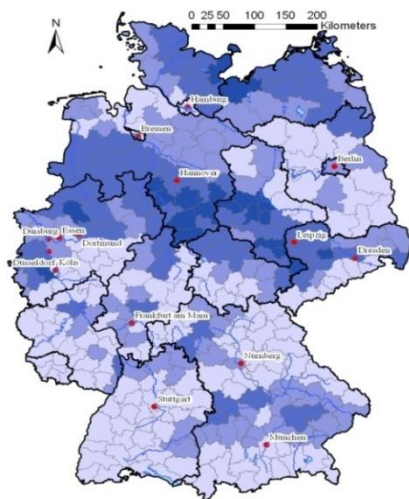 N
0 25 50 100 150 200
Kilometers
Hamburg
Bremen
Berlin
Hannover
Duisburg
Essen
Dortmund
Leipzig
Dresden
Düsseldorf
Köln
Frankfurt am Main
Nürnberg
Stuttgart
München